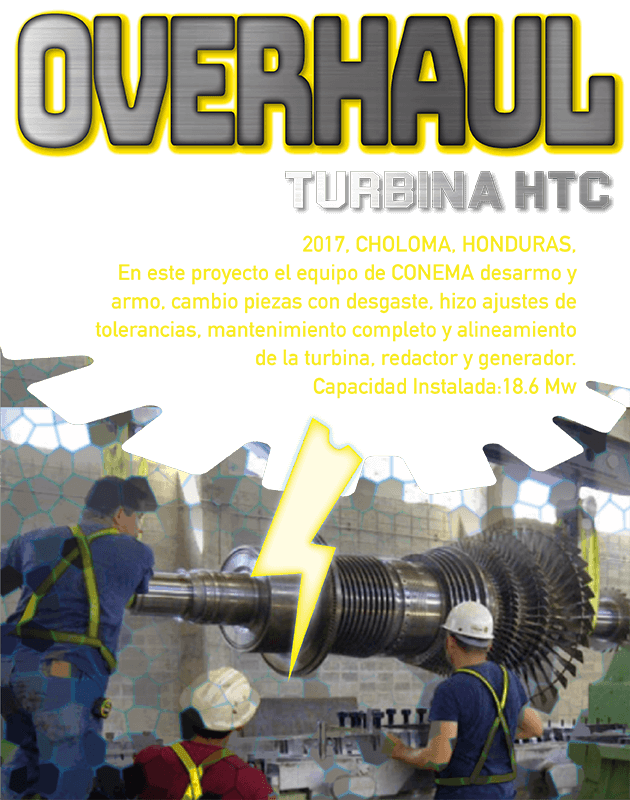 OVERHAUL
TURBINA HTC
2017, CHOLOMA, HONDURAS,
En este proyecto el equipo de CONEMA desarmo y
armo, cambio piezas con desgaste, hizo ajustes de
tolerancias, mantenimiento completo y alineamiento
de la turbina, redactor y generador.
Capacidad Instalada:18.6 Mw